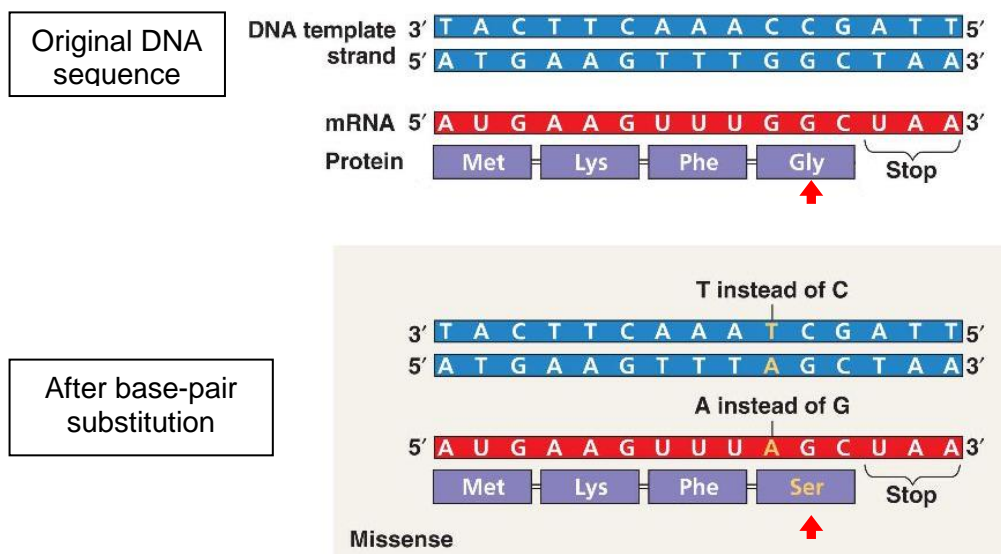 Original DNA
sequence
DNA template
strand
3′ T A C T T C A A A C C G A T T 5′
5′ A T G A A G T T T G G C T A A 3′
mRNA 5′ A U G A A G U U U G G C U A A 3′
Protein Met Lys Phe Gly Stop
After base-pair
substitution
T instead of C
3′ T A C T T C A A A T C G A T T 5′
5′ A T G A A G T T T A G C T A A 3′
A instead of G
5′ A U G A A G U U U A G C U A A 3′
Met Lys Phe Ser Stop
Missense